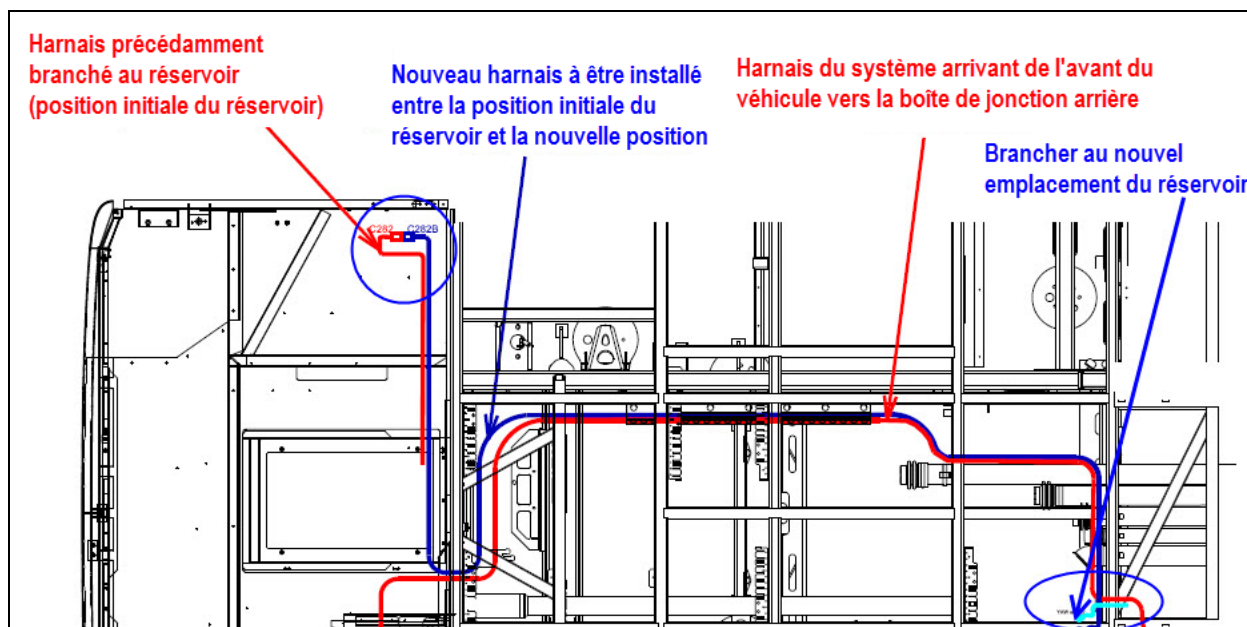 Harnais précédamment
branché au réservoir
(position initiale du réservoir)
Nouveau harnais à être installé
entre la position initiale du
réservoir et la nouvelle position
Harnais du système arrivant de l'avant du
véhicule vers la boîte de jonction arrière
Brancher au nouvel
emplacement du réservoir
C282 C282B